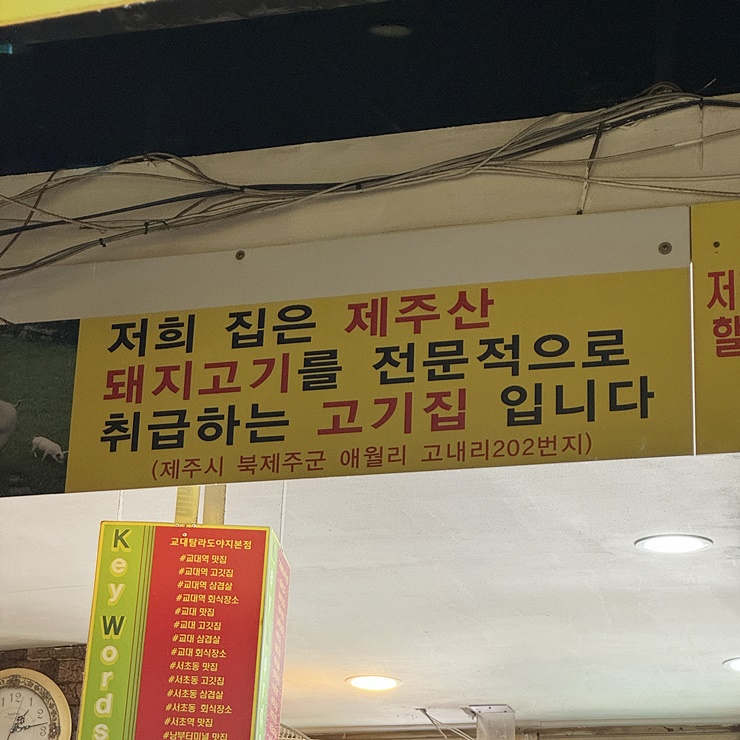 저희 집은 제주산
돼지고기를 전문적으로
취급하는 고기집 입니다
(제주시 북제주군 애월리 고내리202번지)
저
할
Key Words
교대탐라도야지본점
#교대역 맛집
#교대역 고깃집
#교대역 삼겹살
#교대역 회식장소
#교대 맛집
#교대 고깃집
#교대 삼겹살
#교대 회식장소
#서초동 맛집
#서초동 고깃집
#서초동 삼겹살
#서초동 회식장소
#서초역 맛집
#남부터미널 맛집